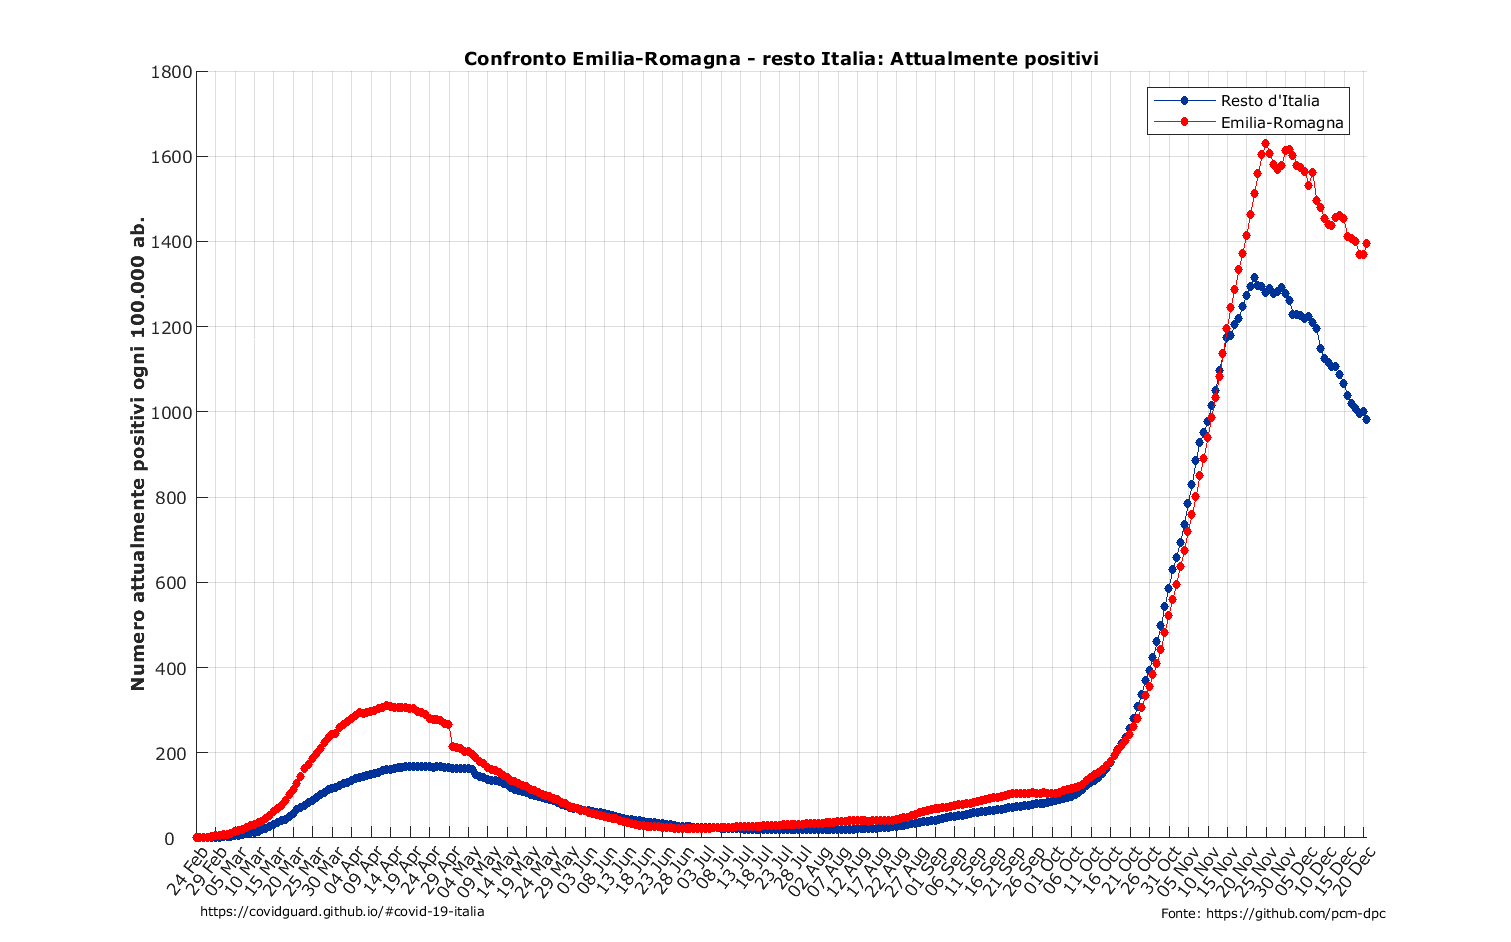 Confronto Emilia-Romagna - resto Italia: Attualmente positivi
Resto d'Italia
Emilia-Romagna
Numero attualmente positivi ogni 100.000 ab.
1800
1600
1400
1200
1000
800
600
400
200
0
24 Feb
29 Feb
05 Mar
10 Mar
15 Mar
20 Mar
25 Mar
30 Mar
04 Apr
09 Apr
14 Apr
19 Apr
24 Apr
29 Apr
04 May
09 May
14 May
19 May
24 May
29 May
03 Jun
08 Jun
13 Jun
18 Jun
23 Jun
28 Jun
03 Jul
08 Jul
13 Jul
18 Jul
23 Jul
28 Jul
02 Aug
07 Aug
12 Aug
17 Aug
22 Aug
27 Aug
01 Sep
06 Sep
11 Sep
16 Sep
21 Sep
26 Sep
01 Oct
06 Oct
11 Oct
16 Oct
21 Oct
26 Oct
31 Oct
05 Nov
10 Nov
15 Nov
20 Nov
25 Nov
30 Nov
05 Dec
10 Dec
15 Dec
20 Dec
https://covidguard.github.io/#covid-19-italia
Fonte: https://github.com/pcm-dpc